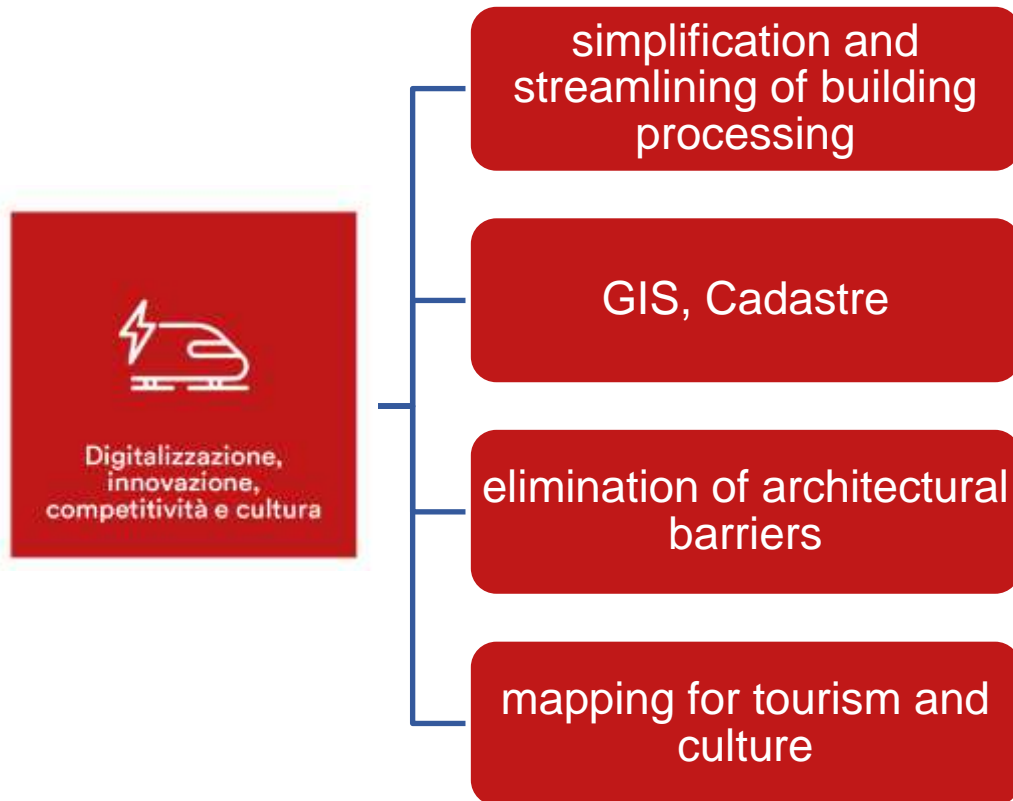 simplification and
streamlining of building
processing
GIS, Cadastre
Digitalizzazione,
innovazione,
competitività e cultura
elimination of architectural
barriers
mapping for tourism and
culture